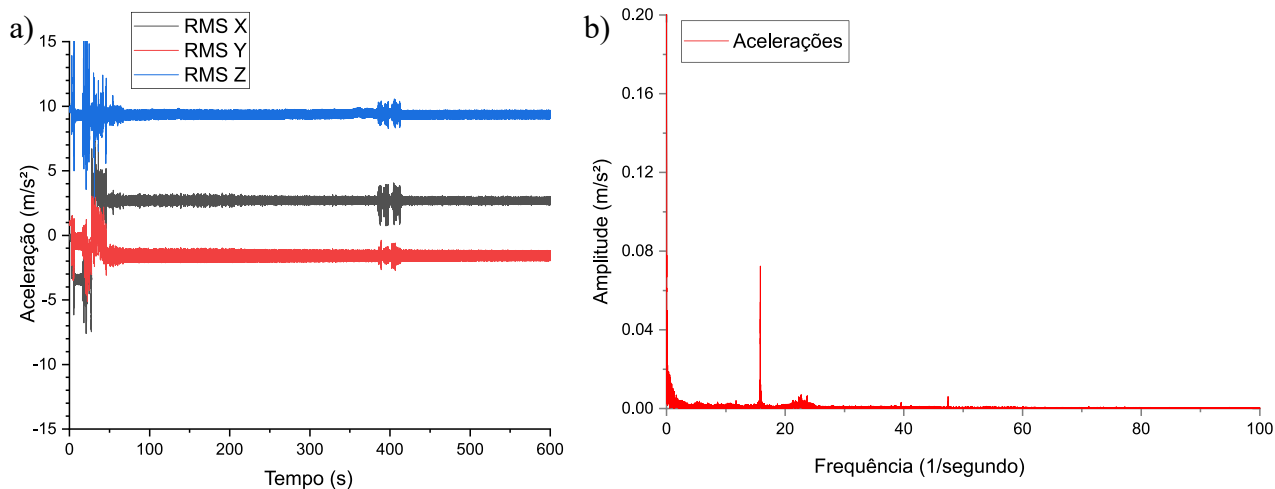 a)
RMS X
RMS Y
RMS Z
15
10
5
0
-5
-10
-15
Aceleração (m/s²)
0
100
200
300
400
500
600
Tempo (s)
b)
Acelerações
0.20
0.16
0.12
0.08
0.04
0.00
Amplitude (m/s²)
0
20
40
60
80
100
Frequência (1/segundo)